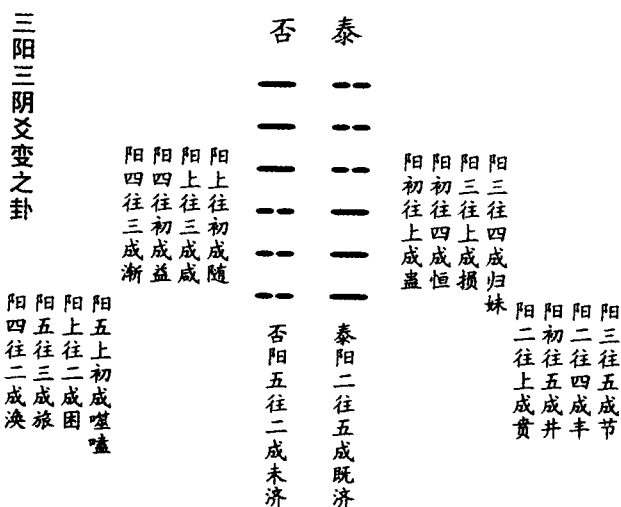 三阳三阴爻变之卦
泰
否
阳三往四成归妹
阳三往上成损
阳初往四成恒
阳初往上成蛊
阳三往五成节
阳二往四成丰
阳初往五成井
阳二往上成贲
泰阳二往五成既济
否阳五往二成未济
阳上往初成随
阳上往三成咸
阳四往初成益
阳四往三成渐
阳五上初成噬嗑
阳上往二成困
阳五往三成旅
阳四往二成涣